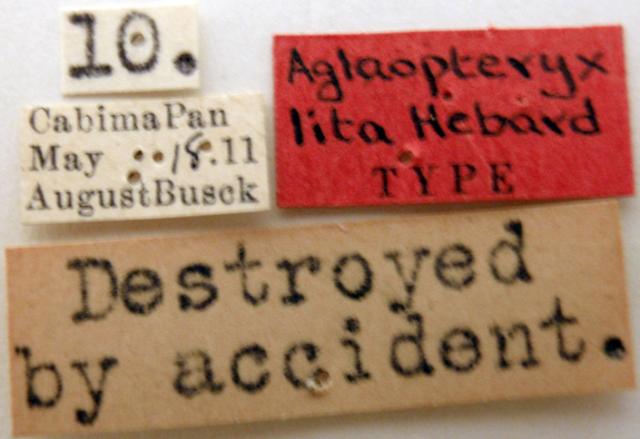 10.
CabimaPan
May 18.11
AugustBusck
Aglaopteryx
lita Hebard
TYPE
Destroyed
by accident.